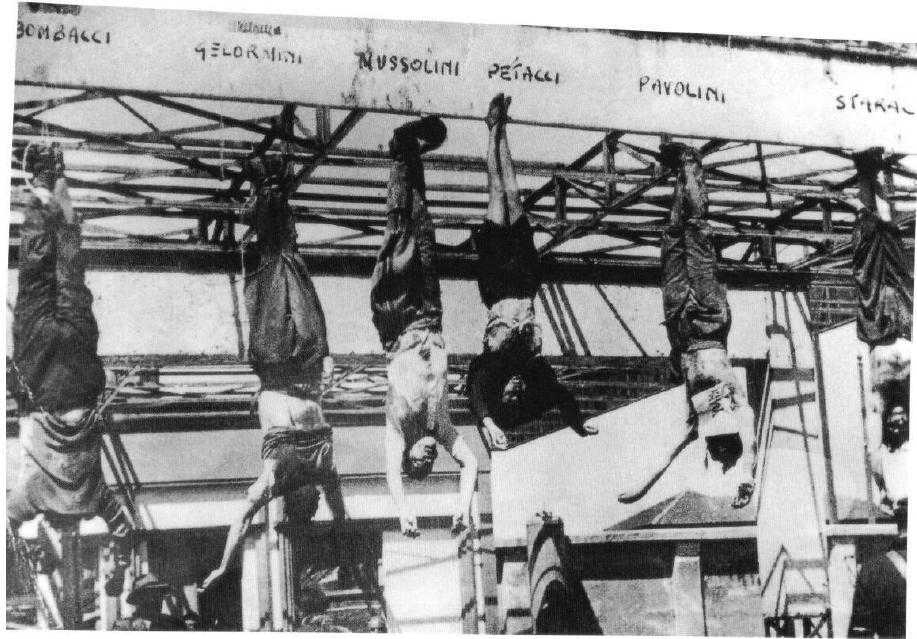 BOMBACCI
GELORMINI
MUSSOLINI
PETACCI
PAVOLINI
STARAC